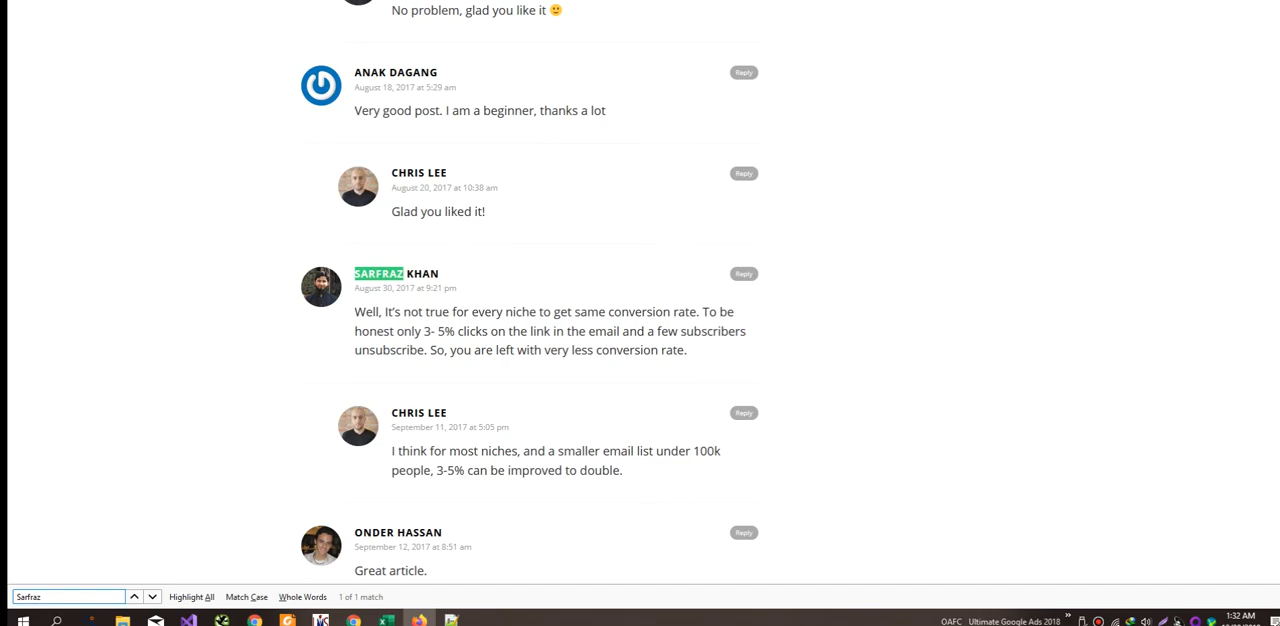 No problem, glad you like it 🙂
ANAK DAGANG
Reply
August 18, 2017 at 5:29 am
Very good post. I am a beginner, thanks a lot
CHRIS LEE
Reply
August 20, 2017 at 10:38 am
Glad you liked it!
SARFRAZ KHAN
Reply
August 30, 2017 at 9:21 pm
Well, It's not true for every niche to get same conversion rate. To be
honest only 3- 5% clicks on the link in the email and a few subscribers
unsubscribe. So, you are left with very less conversion rate.
CHRIS LEE
Reply
September 11, 2017 at 5:05 pm
I think for most niches, and a smaller email list under 100k
people, 3-5% can be improved to double.
ONDER HASSAN
Reply
September 12, 2017 at 8:51 am
Great article.
Sarfraz
Highlight All
Match Case
Whole Words
1 of 1 match
OAFC
Ultimate Google Ads 2018
1:32 AM